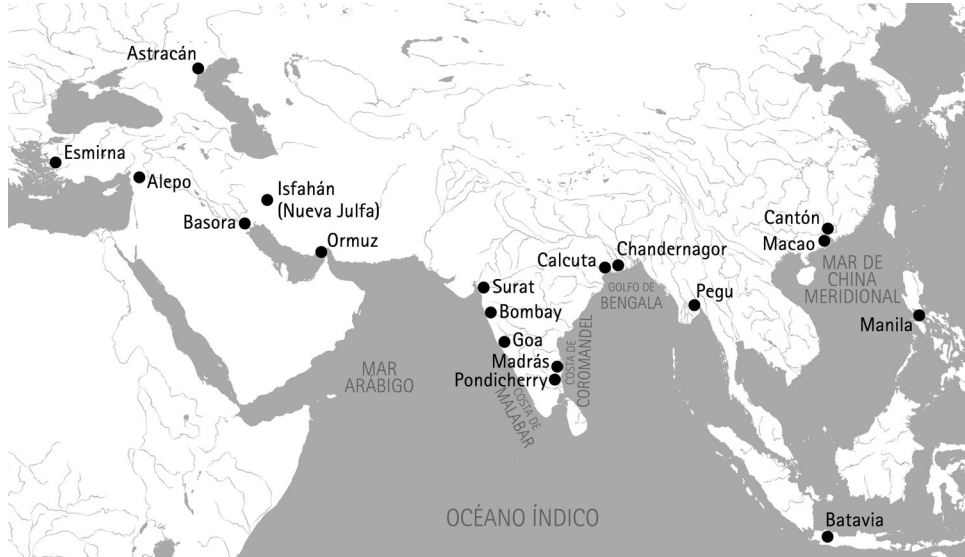 Astracán
Esmirna
Alepo
Isfahán
(Nueva Julfa)
Basora
Ormuz
Cantón
Macao
Calcuta
Chandernagor
MAR DE
CHINA
MERIDIONAL
Surat
GOLFO DE
BENGALA
Pegu
Bombay
Manila
Goa
Madrás
Pondicherry
COSTA DE
COROMANDEL
MAR
ARÁBIGO
COSTA DE
MALABAR
OCÉANO ÍNDICO
Batavia